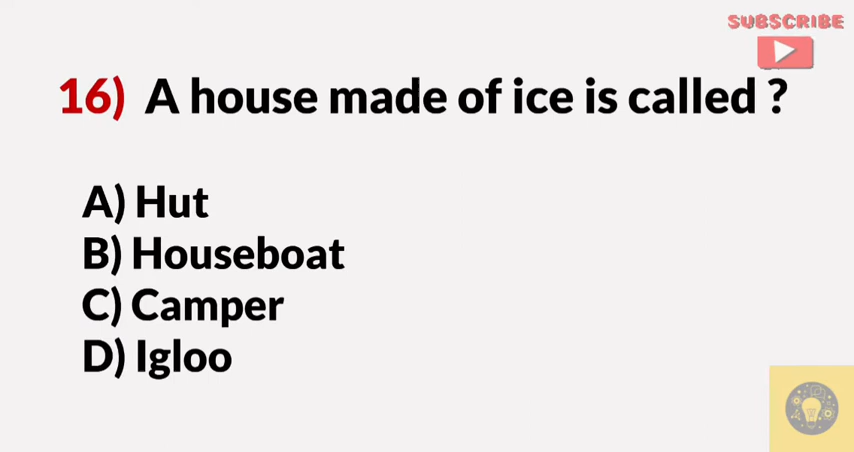 SUBSCRIBE
16) A house made of ice is called ?
A) Hut
B) Houseboat
C) Camper
D) Igloo